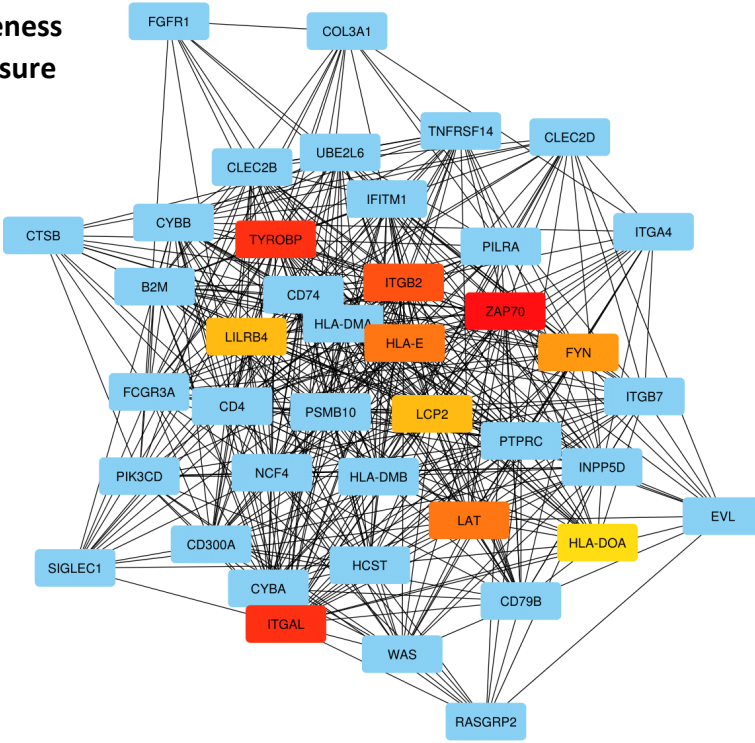 eness
sure
FGFR1
COL3A1
TNFRSF14
CLEC2D
UBE2L6
CLEC2B
IFITM1
CYBB
CTSB
TYROBP
PILRA
ITGA4
B2M
CD74
ITGB2
HLA-DMA
ZAP70
LILRB4
HLA-E
FYN
FCGR3A
CD4
PSMB10
LCP2
ITGB7
PTPRC
PIK3CD
NCF4
HLA-DMB
INPP5D
LAT
EVL
CD300A
HLA-DOA
SIGLEC1
HCST
CYBA
CD79B
ITGAL
WAS
RASGRP2